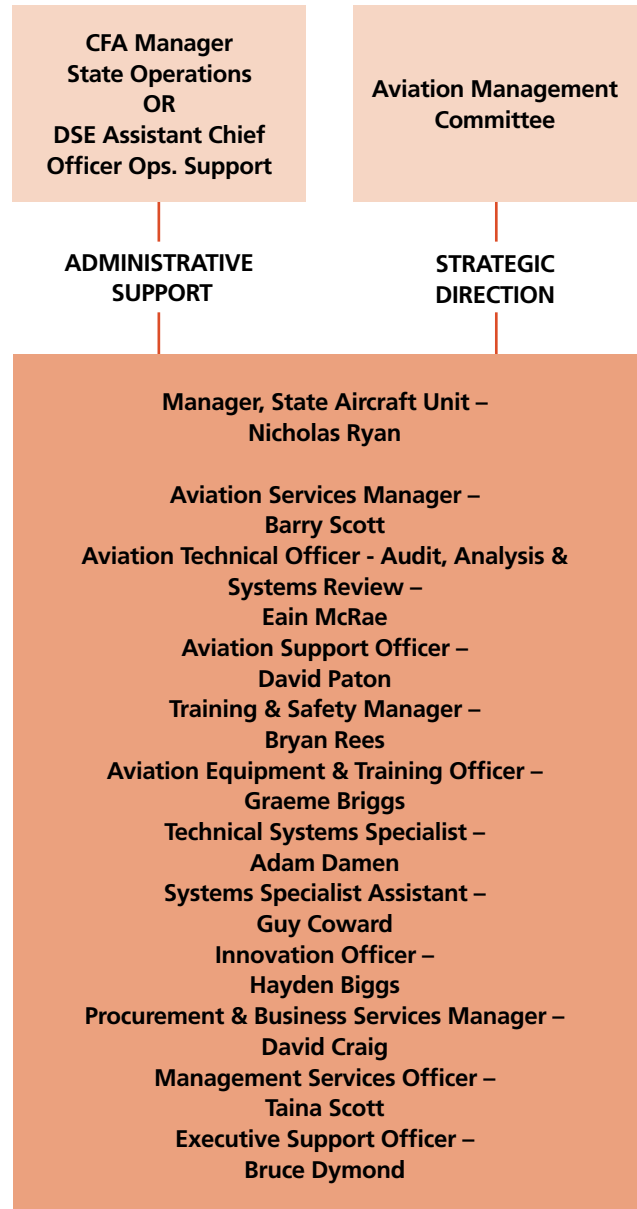 CFA Manager
State Operations
OR
DSE Assistant Chief
Officer Ops. Support
Aviation Management
Committee
ADMINISTRATIVE
SUPPORT
STRATEGIC
DIRECTION
Manager, State Aircraft Unit –
Nicholas Ryan
Aviation Services Manager –
Barry Scott
Aviation Technical Officer - Audit, Analysis &
Systems Review –
Eain McRae
Aviation Support Officer –
David Paton
Training & Safety Manager –
Bryan Rees
Aviation Equipment & Training Officer –
Graeme Briggs
Technical Systems Specialist –
Adam Damen
Systems Specialist Assistant –
Guy Coward
Innovation Officer –
Hayden Biggs
Procurement & Business Services Manager –
David Craig
Management Services Officer –
Taina Scott
Executive Support Officer –
Bruce Dymond